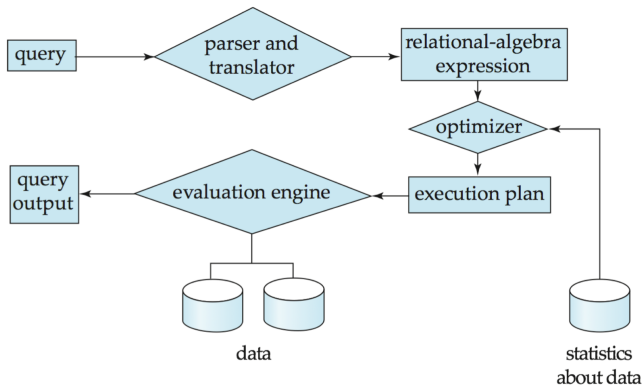 query
parser and
translator
relational-algebra
expression
optimizer
query
output
evaluation engine
execution plan
data
statistics
about data